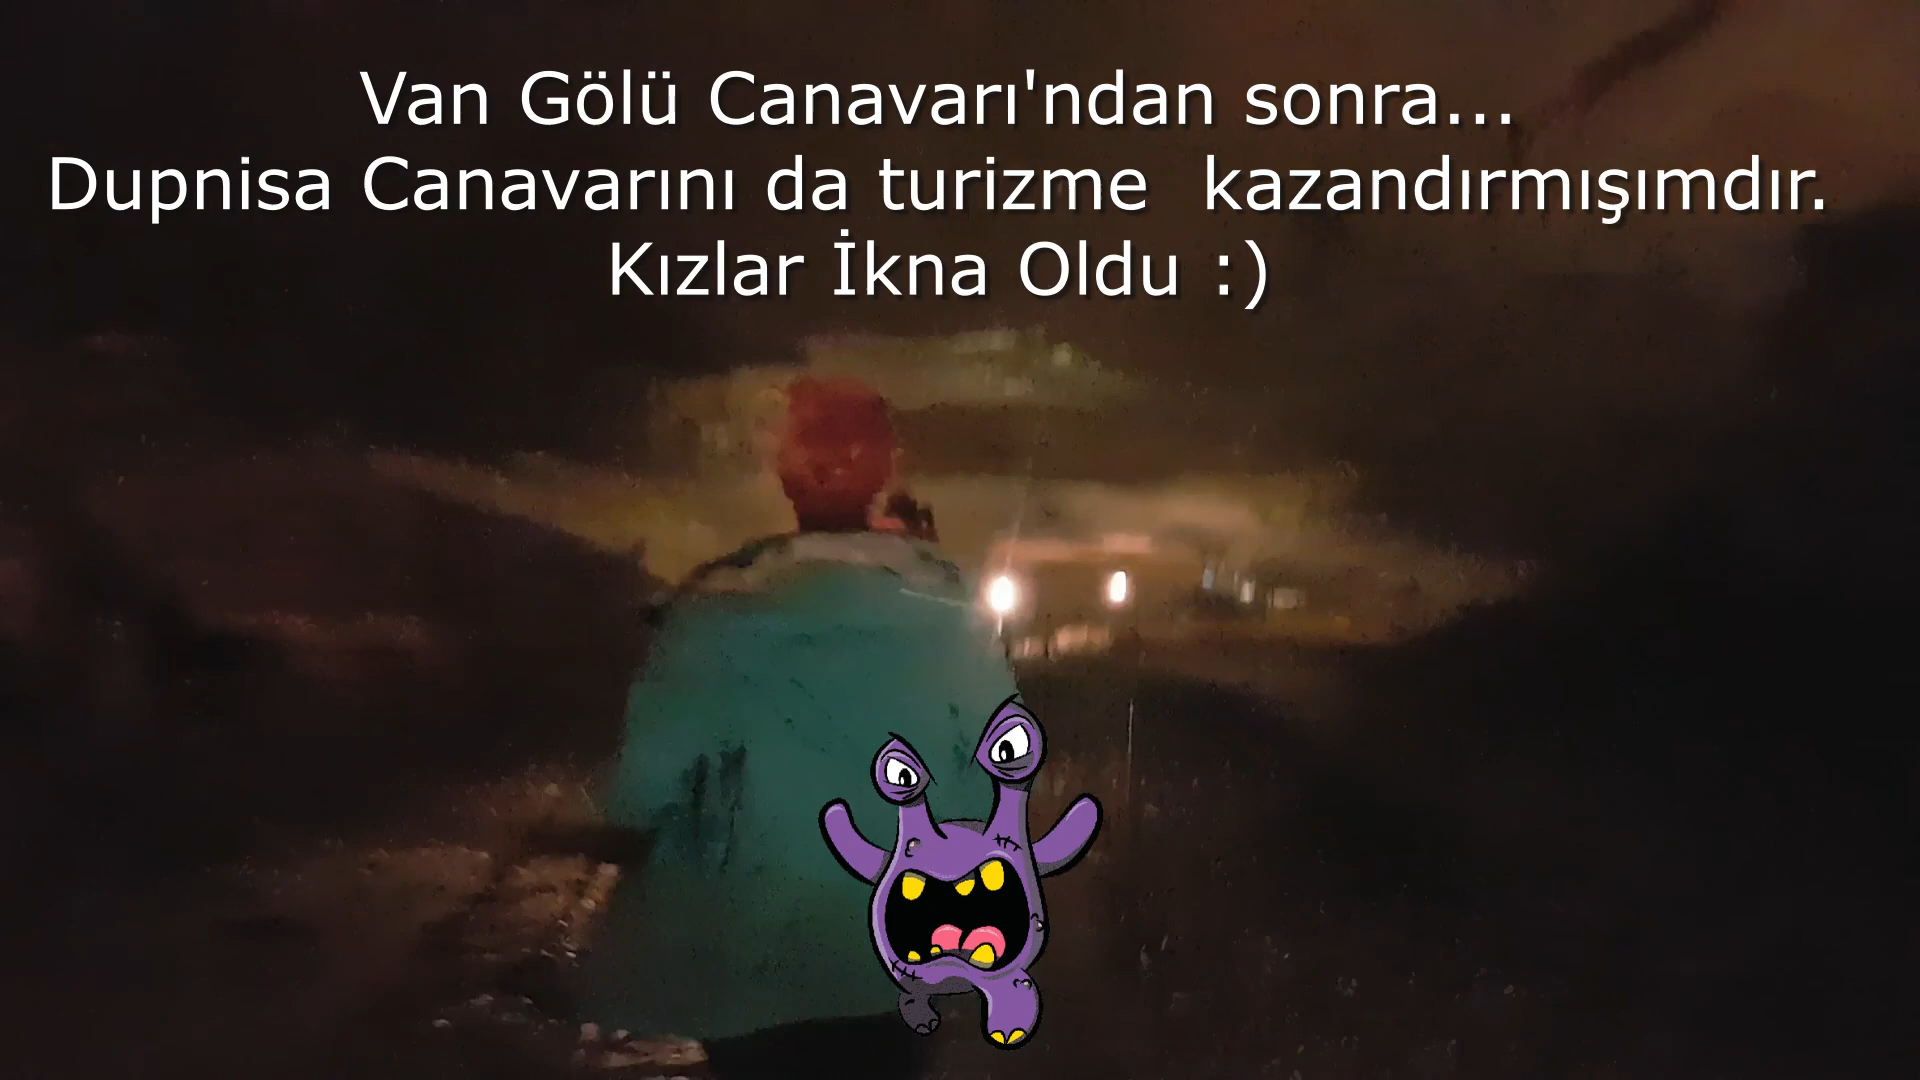 Van Gölü Canavarı'ndan sonra...
Dupnisa Canavarını da turizme  kazandırmışımdır.
Kızlar İkna Oldu :)